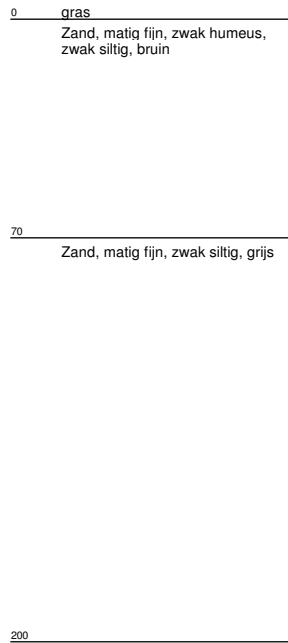 0 gras
Zand, matig fijn, zwak humeus,
zwak siltig, bruin
70
Zand, matig fijn, zwak siltig, grijs
200